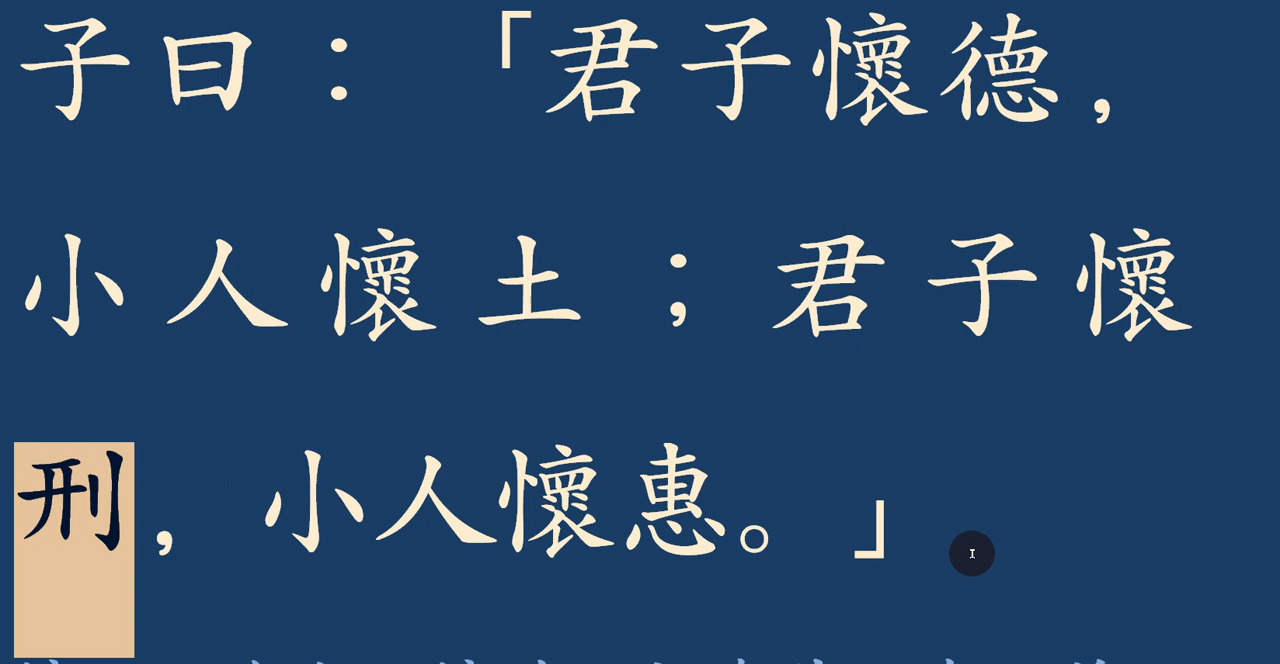 子曰：「君子懷德，
小人懷土；君子懷
刑，小人懷惠。」